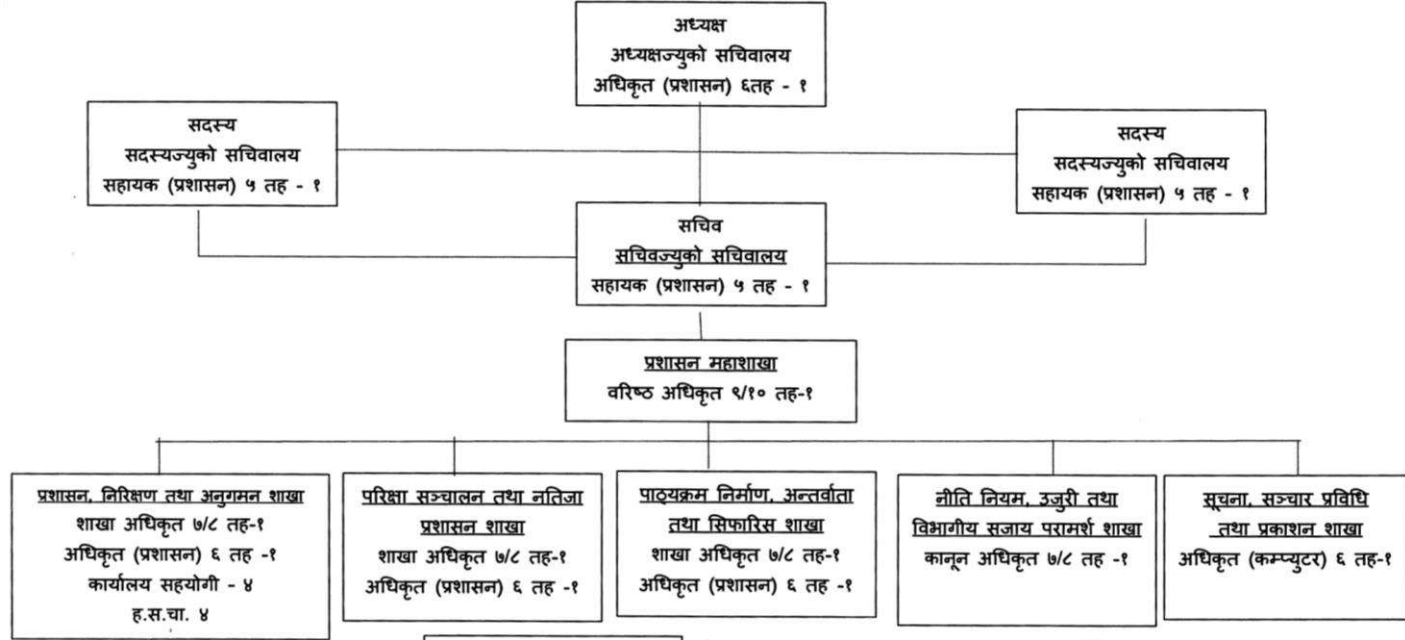 अध्यक्ष
अध्यक्षज्युको सचिवालय
अधिकृत (प्रशासन) ६तह - १
सदस्य
सदस्यज्युको सचिवालय
सहायक (प्रशासन) ५ तह - १
सदस्य
सदस्यज्युको सचिवालय
सहायक (प्रशासन) ५ तह - १
सचिव
सचिवज्युको सचिवालय
सहायक (प्रशासन) ५ तह - १
प्रशासन महाशाखा
वरिष्ठ अधिकृत ९/१० तह-१
प्रशासन, निरिक्षण तथा अनुगमन शाखा
शाखा अधिकृत ७/८ तह-१
अधिकृत (प्रशासन) ६ तह -१
कार्यालय सहयोगी - ४
ह.स.चा. ४
परिक्षा सञ्चालन तथा नतिजा
प्रशासन शाखा
शाखा अधिकृत ७/८ तह-१
अधिकृत (प्रशासन) ६ तह -१
पाठ्यक्रम निर्माण, अन्तर्वाता
तथा सिफारिस शाखा
शाखा अधिकृत ७/८ तह-१
अधिकृत (प्रशासन) ६ तह -१
नीति नियम, उजुरी तथा
विभागीय सजाय परामर्श शाखा
कानून अधिकृत ७/८ तह -१
सूचना, सञ्चार प्रविधि
तथा प्रकाशन शाखा
अधिकृत (कम्प्युटर) ६ तह-१